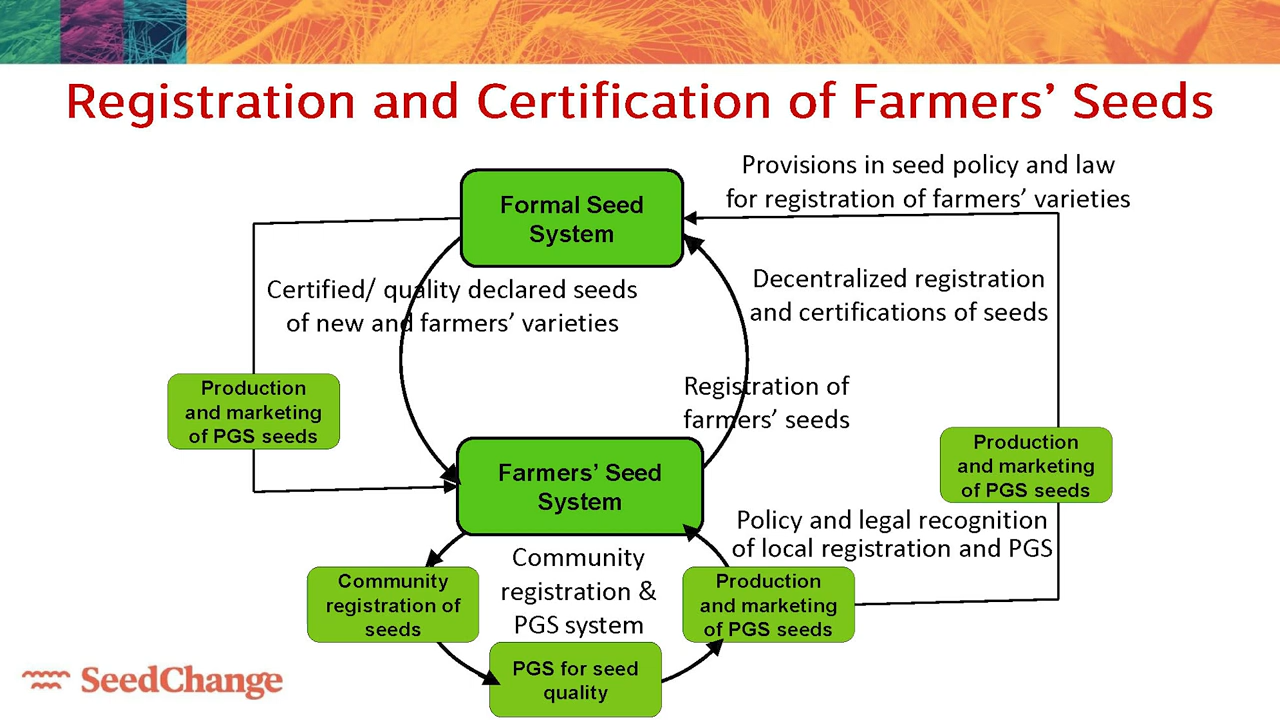 Registration and Certification of Farmers’ Seeds
Provisions in seed policy and law
for registration of farmers’ varieties
Formal Seed
System
Certified/ quality declared seeds
of new and farmers’ varieties
Decentralized registration
and certifications of seeds
Production
and marketing
of PGS seeds
Registration of
farmers’ seeds
Farmers’ Seed
System
Production
and marketing
of PGS seeds
Policy and legal recognition
of local registration and PGS
Community
registration &
PGS system
Community
registration of
seeds
Production
and marketing
of PGS seeds
PGS for seed
quality
SeedChange